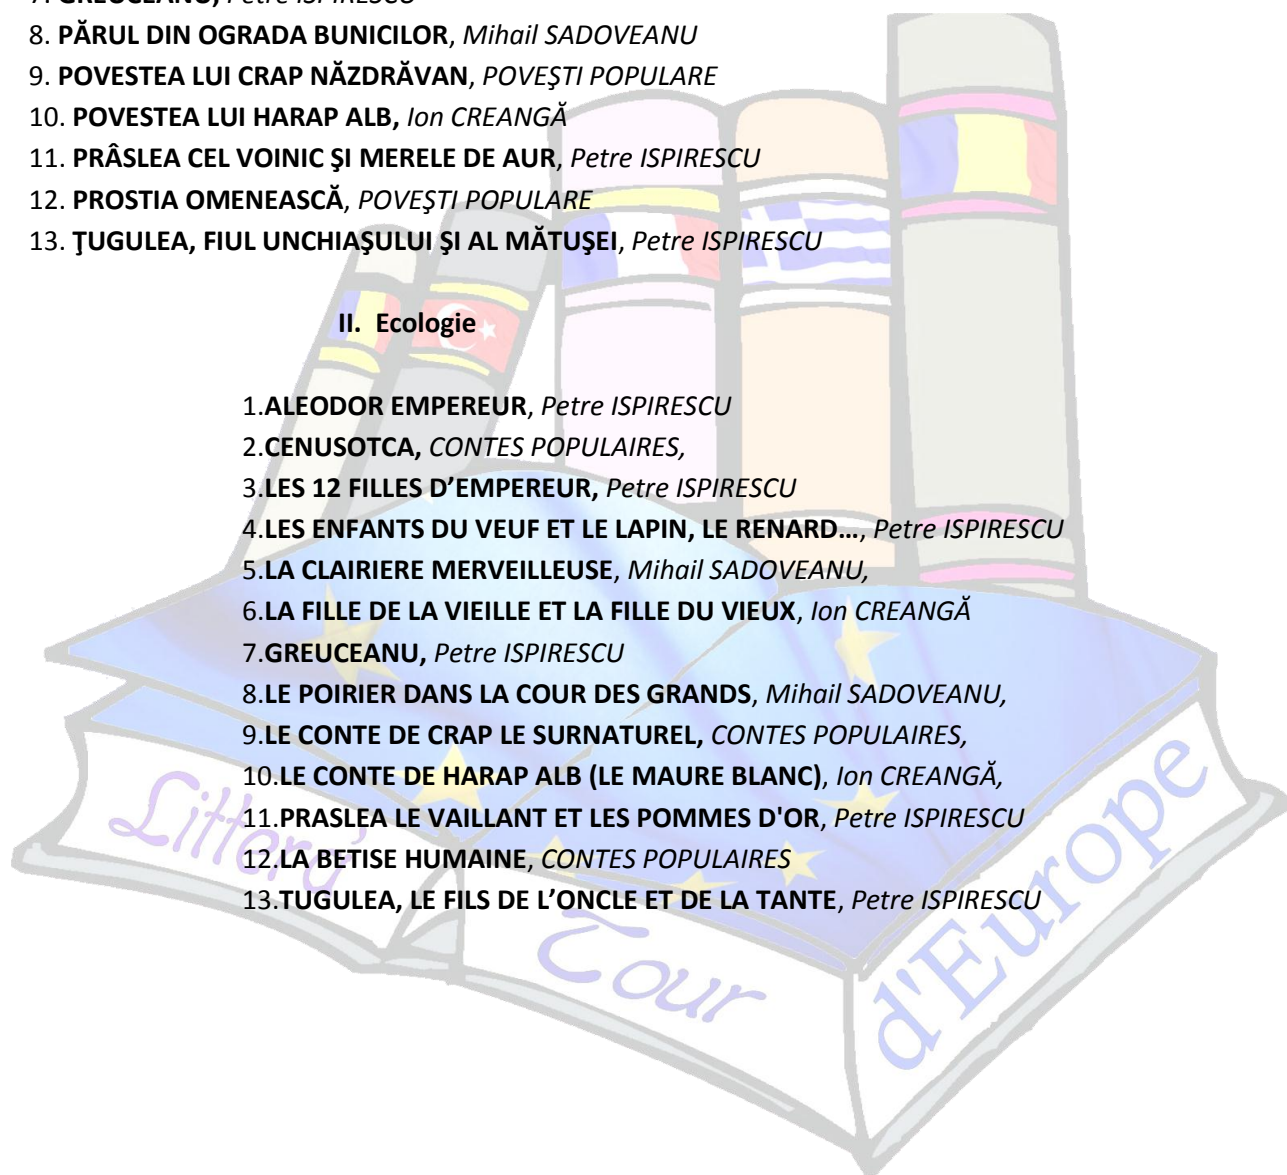 7. GREUCEANU, Petre ISPIRESCU
8. PĂRUL DIN OGRADA BUNICILOR, Mihail SADOVEANU
9. POVESTEA LUI CRAP NĂZDRĂVAN, POVEŞTI POPULARE
10. POVESTEA LUI HARAP ALB, Ion CREANGĂ
11. PRÂSLEA CEL VOINIC ŞI MERELE DE AUR, Petre ISPIRESCU
12. PROSTIA OMENEASCĂ, POVEŞTI POPULARE
13. ŢUGULEA, FIUL UNCHIAŞULUI ŞI AL MĂTUŞEI, Petre ISPIRESCU
II. Ecologie
1.ALEODOR EMPEREUR, Petre ISPIRESCU
2.CENUSOTCA, CONTES POPULAIRES,
3.LES 12 FILLES D’EMPEREUR, Petre ISPIRESCU
4.LES ENFANTS DU VEUF ET LE LAPIN, LE RENARD…, Petre ISPIRESCU
5.LA CLAIRIERE MERVEILLEUSE, Mihail SADOVEANU,
6.LA FILLE DE LA VIEILLE ET LA FILLE DU VIEUX, Ion CREANGĂ
7.GREUCEANU, Petre ISPIRESCU
8.LE POIRIER DANS LA COUR DES GRANDS, Mihail SADOVEANU,
9.LE CONTE DE CRAP LE SURNATUREL, CONTES POPULAIRES,
10.LE CONTE DE HARAP ALB (LE MAURE BLANC), Ion CREANGĂ,
11.PRASLEA LE VAILLANT ET LES POMMES D'OR, Petre ISPIRESCU
12.LA BETISE HUMAINE, CONTES POPULAIRES
13.TUGULEA, LE FILS DE L’ONCLE ET DE LA TANTE, Petre ISPIRESCU
Littéra'
Tour
d'Europe